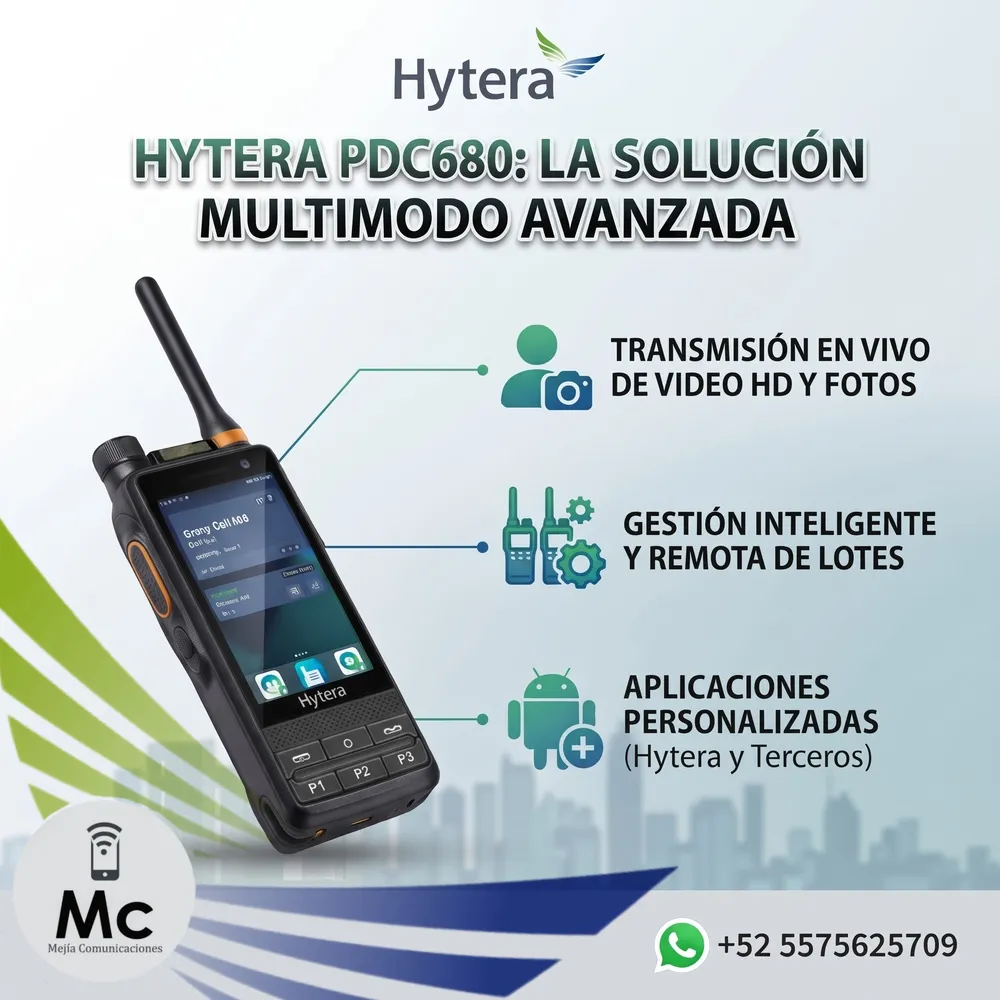 Hytera
HYTERA PDC680: LA SOLUCIÓN
MULTIMODO AVANZADA
TRANSMISIÓN EN VIVO
DE VIDEO HD Y FOTOS
GESTIÓN INTELIGENTE
Y REMOTA DE LOTES
APLICACIONES
PERSONALIZADAS
(Hytera y Terceros)
Hytera
P1 P2 P3
Mc
Mejía Comunicaciones
+52 5575625709